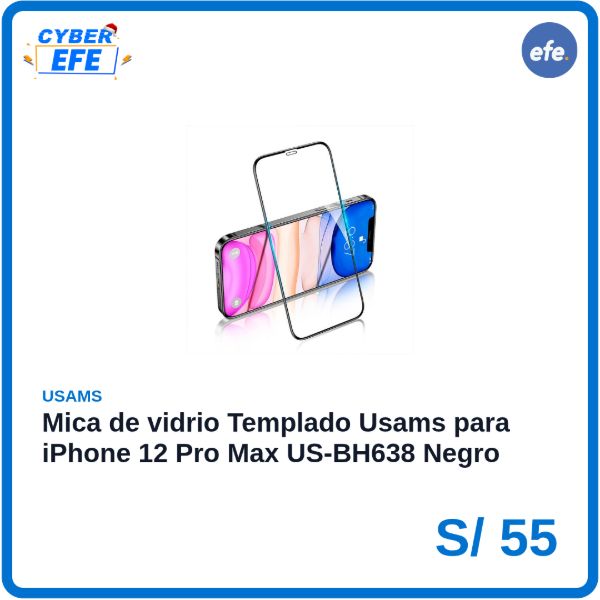 CYBER
EFE
efe.
USAMS
Mica de vidrio Templado Usams para
iPhone 12 Pro Max US-BH638 Negro
S/ 55